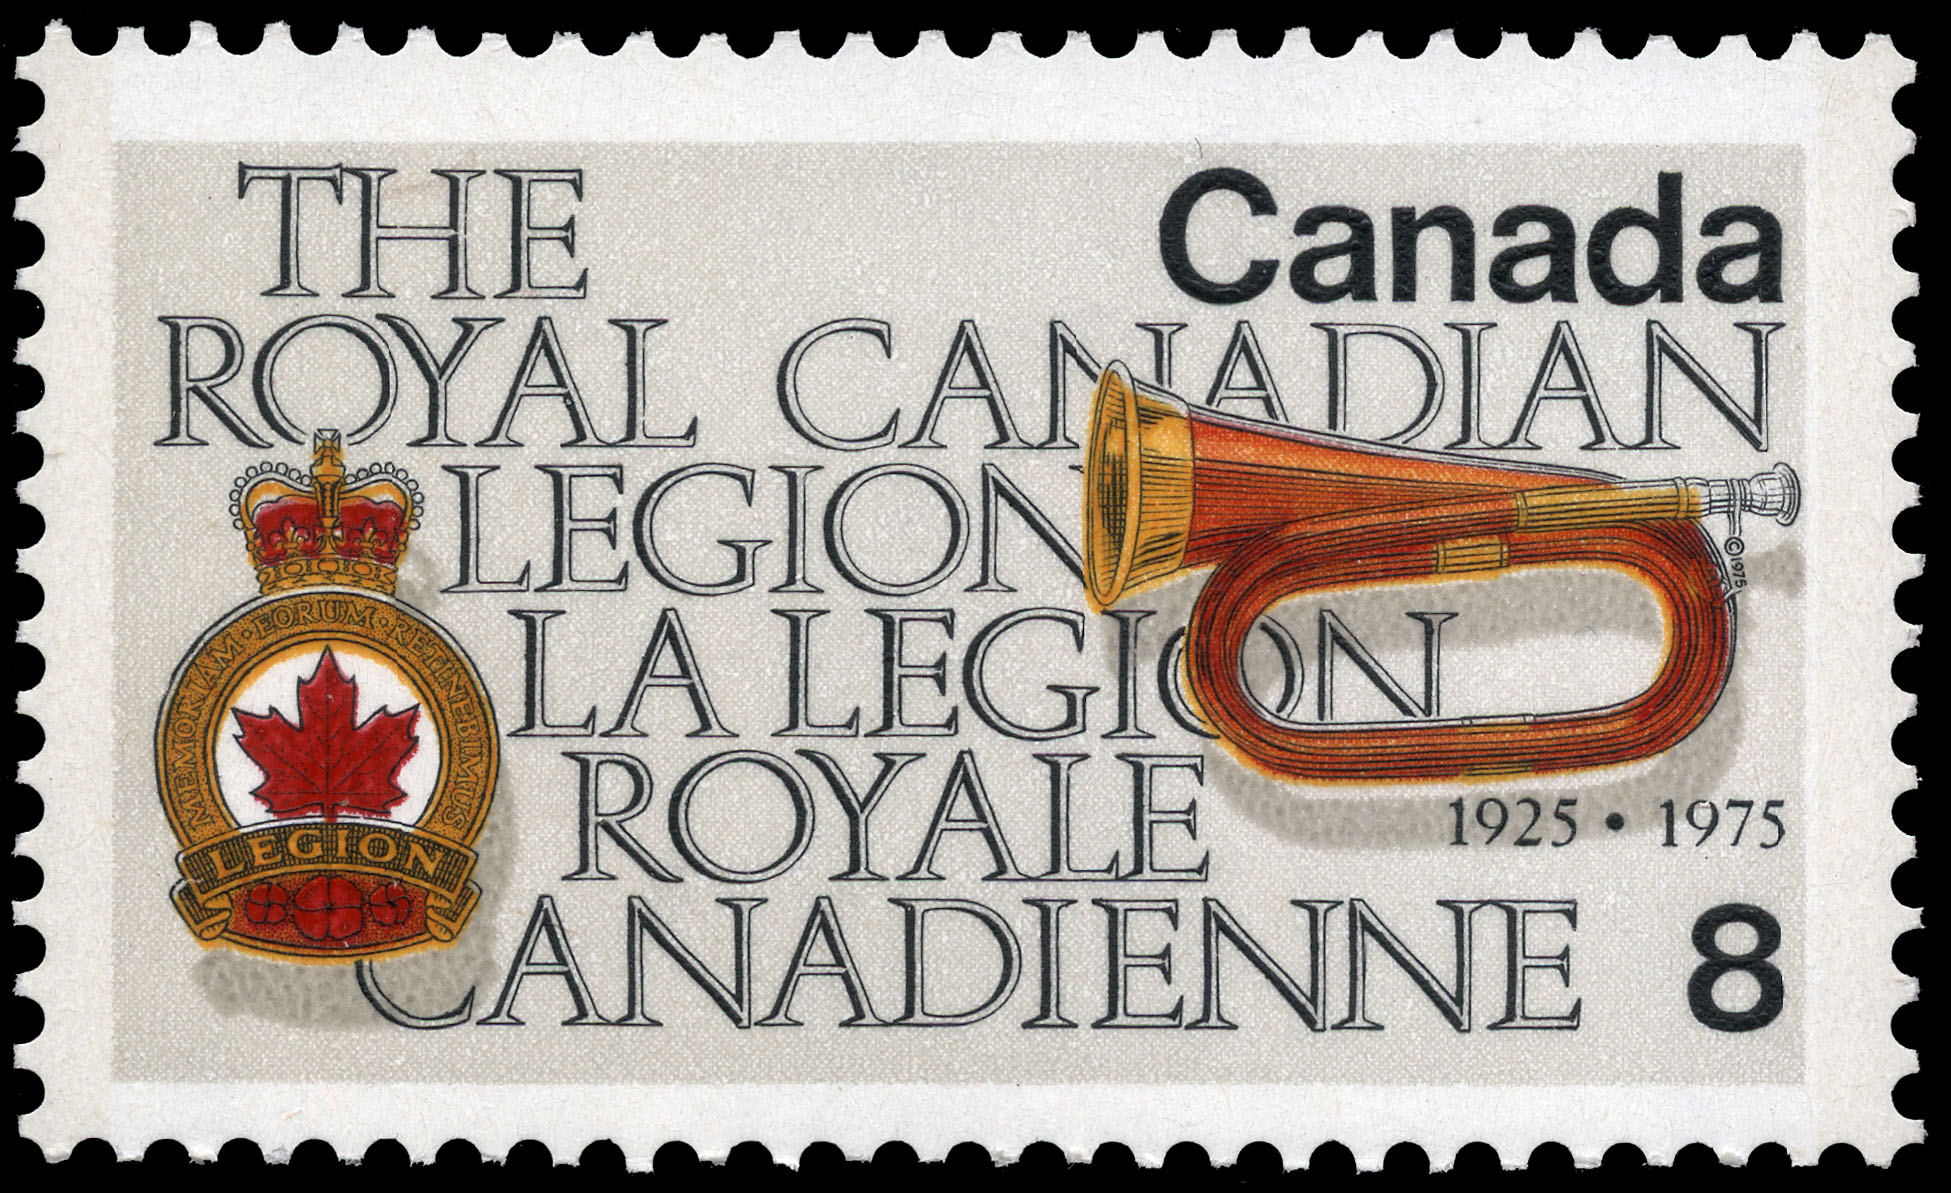 Canada
THE
ROYAL CANADIAN
LEGION
LA LEGION
ROYALE
CANADIENNE
©1975
1925 • 1975
8
MEMORIAM·EORUM·RETINEBIMUS
LEGION